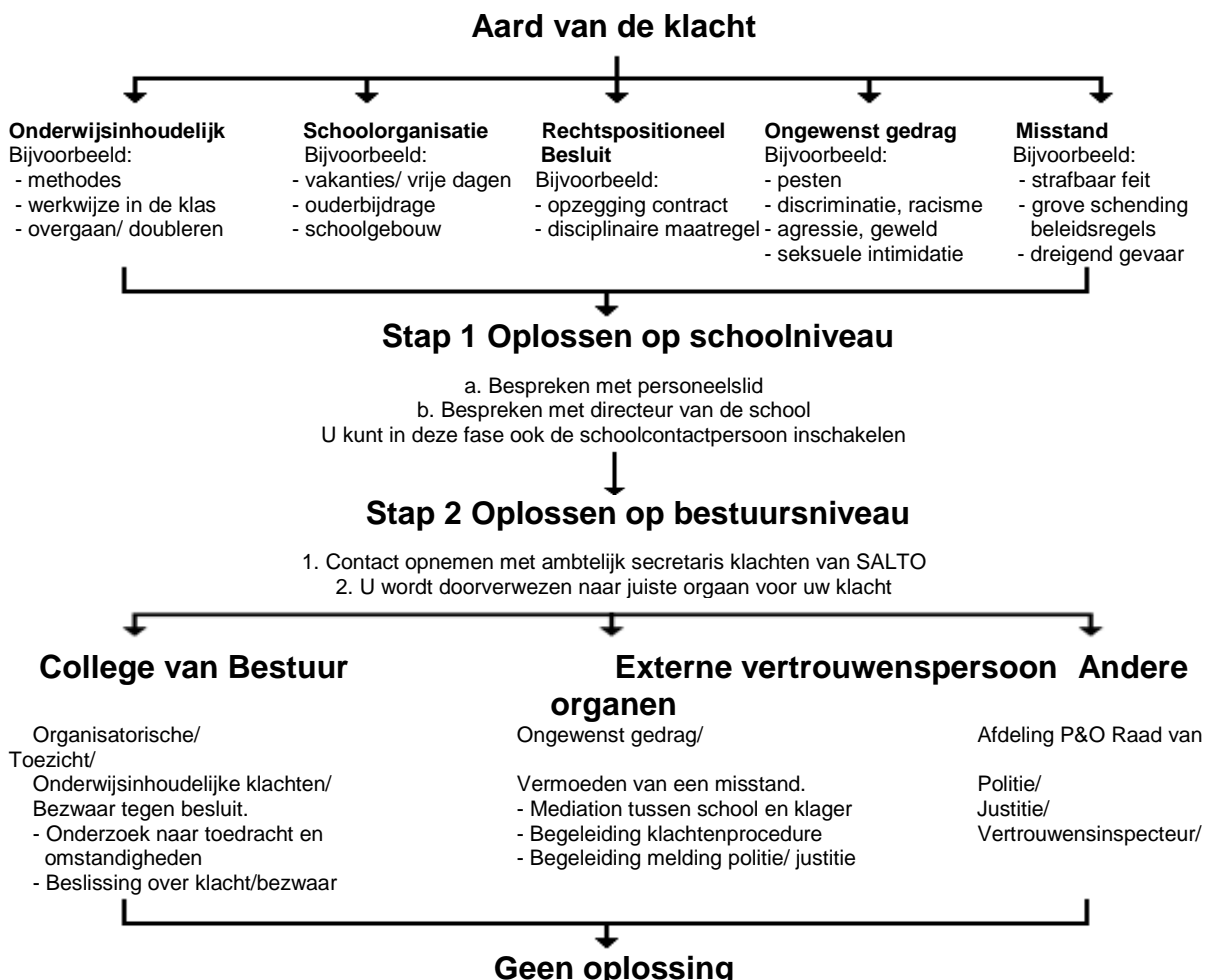 Aard van de klacht
Onderwijsinhoudelijk
Bijvoorbeeld:
- methodes
- werkwijze in de klas
- overgaan/ doubleren
Schoolorganisatie
Bijvoorbeeld:
- vakanties/ vrije dagen
- ouderbijdrage
- schoolgebouw
Rechtspositioneel
Besluit
Bijvoorbeeld:
- opzegging contract
- disciplinaire maatregel
Ongewenst gedrag
Bijvoorbeeld:
- pesten
- discriminatie, racisme
- agressie, geweld
- seksuele intimidatie
Misstand
Bijvoorbeeld:
- strafbaar feit
- grove schending
beleidsregels
- dreigend gevaar
Stap 1 Oplossen op schoolniveau
a. Bespreken met personeelslid
b. Bespreken met directeur van de school
U kunt in deze fase ook de schoolcontactpersoon inschakelen
Stap 2 Oplossen op bestuursniveau
1. Contact opnemen met ambtelijk secretaris klachten van SALTO
2. U wordt doorverwezen naar juiste orgaan voor uw klacht
College van Bestuur
Externe vertrouwenspersoon Andere
organen
Organisatorische/
Toezicht/
Onderwijsinhoudelijke klachten/
Bezwaar tegen besluit.
- Onderzoek naar toedracht en
omstandigheden
- Beslissing over klacht/bezwaar
Ongewenst gedrag/
Vermoeden van een misstand.
- Mediation tussen school en klager
- Begeleiding klachtenprocedure
- Begeleiding melding politie/ justitie
Afdeling P&O Raad van
Politie/
Justitie/
Vertrouwensinspecteur/
Geen oplossing